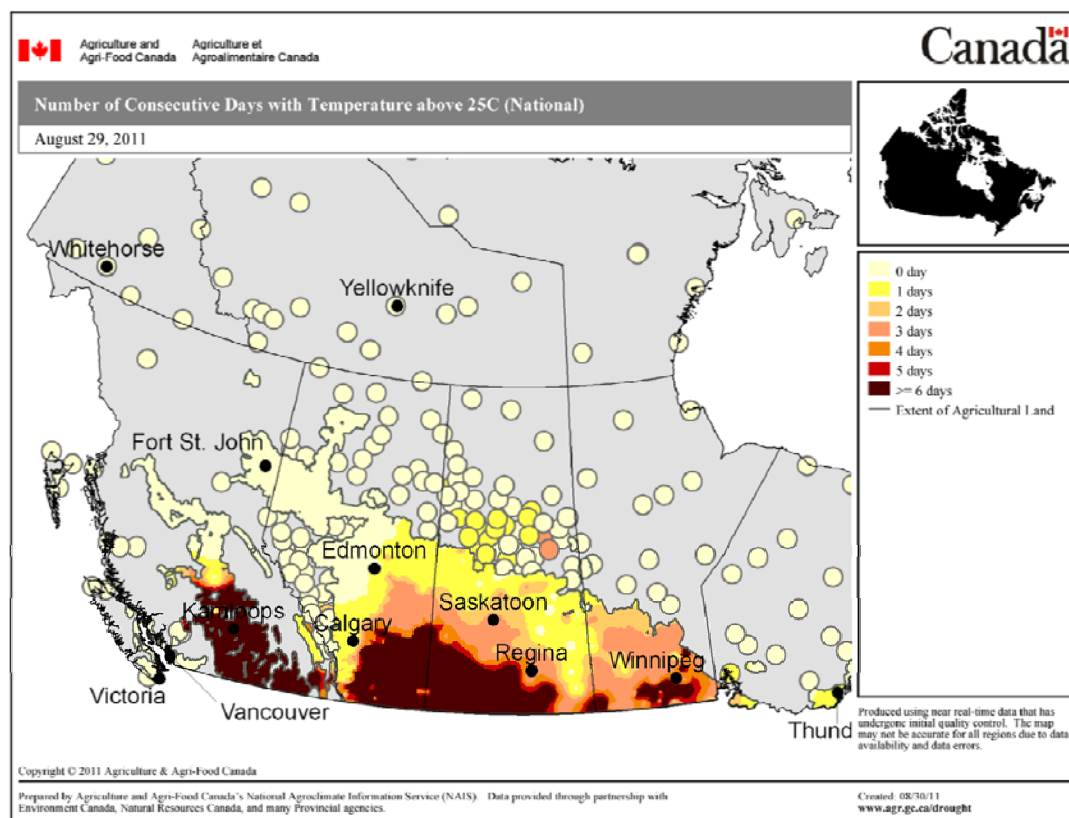 Agriculture and
Agri-Food Canada
Agriculture et
Agroalimentaire Canada
Canada
Number of Consecutive Days with Temperature above 25C (National)
August 29, 2011
Whitehorse
Yellowknife
Fort St. John
Edmonton
Kamloops
Calgary
Saskatoon
Regina
Winnipeg
Victoria
Vancouver
Thund
0 day
1 days
2 days
3 days
4 days
5 days
>= 6 days
Extent of Agricultural Land
Produced using near real-time data that has
undergone initial quality control. The map
may not be accurate for all regions due to data
availability and data errors.
Copyright © 2011 Agriculture & Agri-Food Canada
Prepared by Agriculture and Agri-Food Canada's National Agroclimate Information Service (NAIS). Data provided through partnership with
Environment Canada, Natural Resources Canada, and many Provincial agencies.
Created: 08/30/11
www.agr.gc.ca/drought